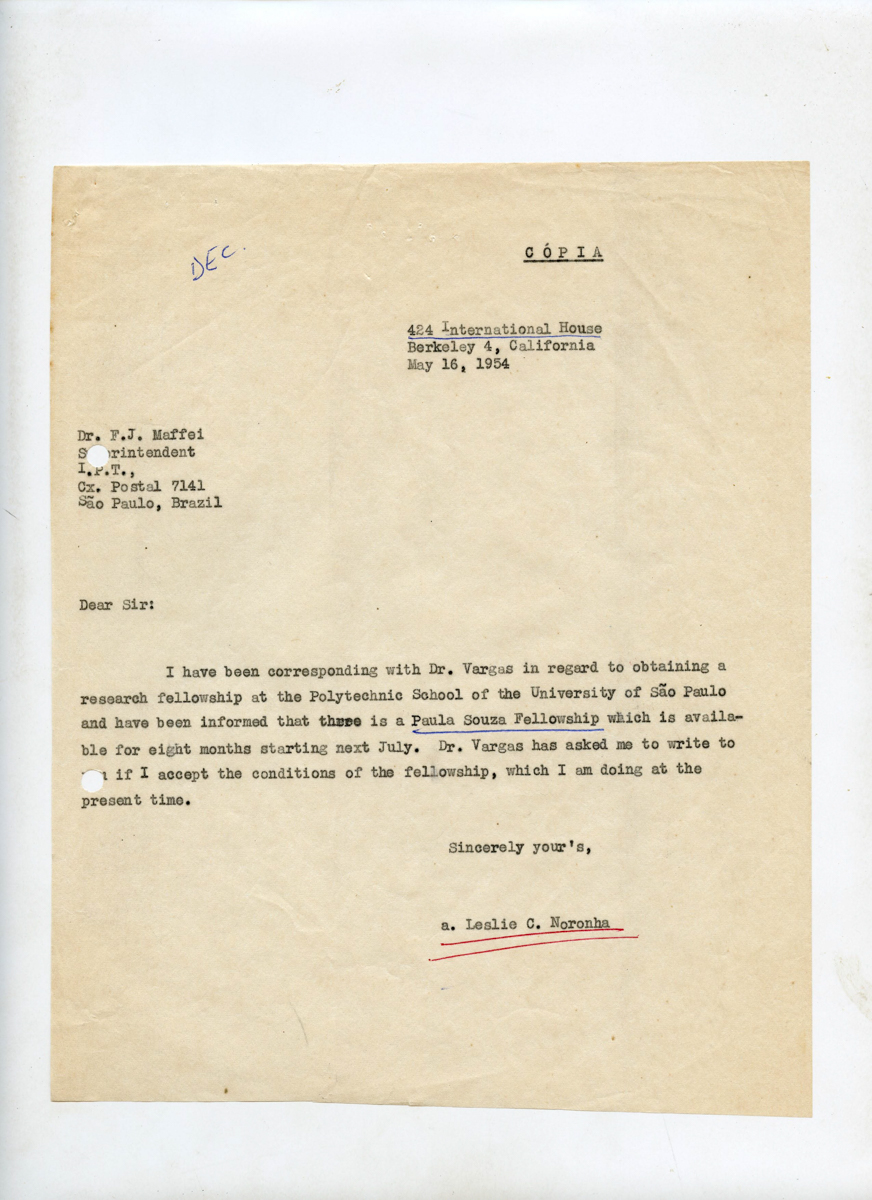 DEC.
CÓPIA
424 International House
Berkeley 4, California
May 16, 1954
Dr. F.J. Maffei
S rintendent
I.P.T.,
Cx. Postal 7141
São Paulo, Brazil
Dear Sir:
I have been corresponding with Dr. Vargas in regard to obtaining a
research fellowship at the Polytechnic School of the University of São Paulo
and have been informed that there is a Paula Souza Fellowship which is availa-
ble for eight months starting next July. Dr. Vargas has asked me to write to
if I accept the conditions of the fellowship, which I am doing at the
present time.
Sincerely your's,
a. Leslie C. Noronha